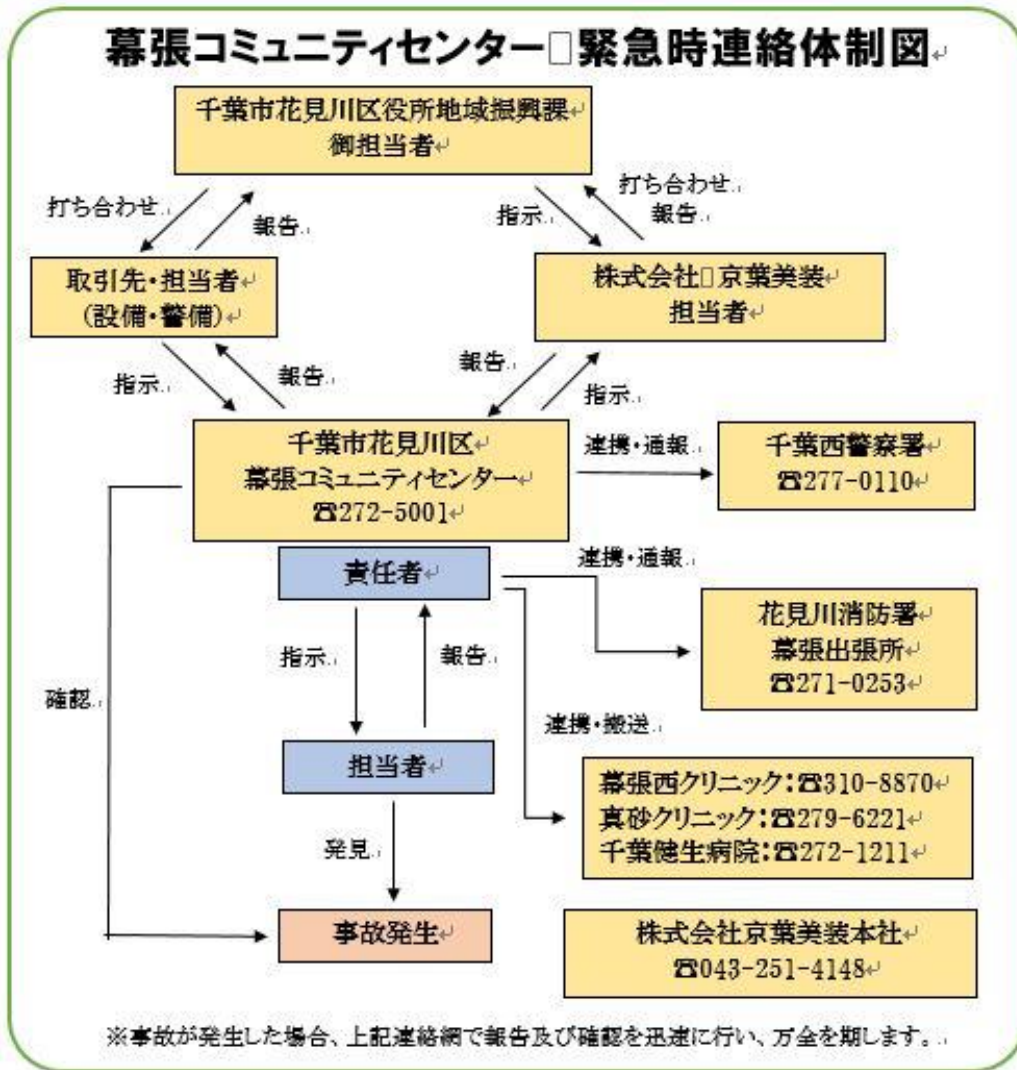 幕張コミュニティセンター□緊急時連絡体制図↵
千葉市花見川区役所地域振興課↵
御担当者↵
打ち合わせ
報告
指示
打ち合わせ
報告
取引先・担当者↵
(設備・警備)↵
株式会社□京葉美装↵
担当者↵
指示
報告
報告
指示
千葉市花見川区↵
幕張コミュニティセンター↵
☎272-5001↵
連携・通報
千葉西警察署↵
☎277-0110↵
責任者↵
連携・通報
花見川消防署↵
幕張出張所↵
☎271-0253↵
指示
報告
確認
連携・搬送
担当者↵
幕張西クリニック:☎310-8870↵
真砂クリニック:☎279-6221↵
千葉健生病院:☎272-1211↵
発見
事故発生↵
株式会社京葉美装本社↵
☎043-251-4148↵
※事故が発生した場合、上記連絡網で報告及び確認を迅速に行い、万全を期します。